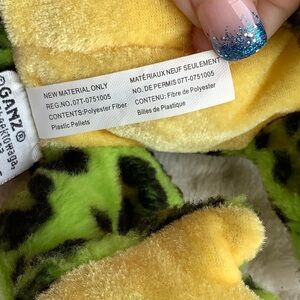 NEW MATERIAL ONLY
REG.NO. 07T-0751005
CONTENTS:Polyester Fiber
Plastic Pellets
MATÉRIAUX NEUF SEULEMENT
NO. DE PERMIS 07T-0751005
CONTENU: Fibre de Polyester
Billes de Plastique
©GANZ®